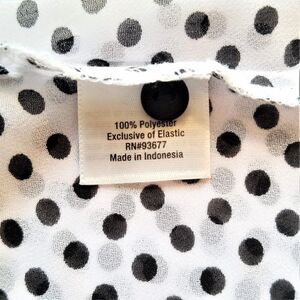 100% Polyester
Exclusive of Elastic
RN#93677
Made in Indonesia